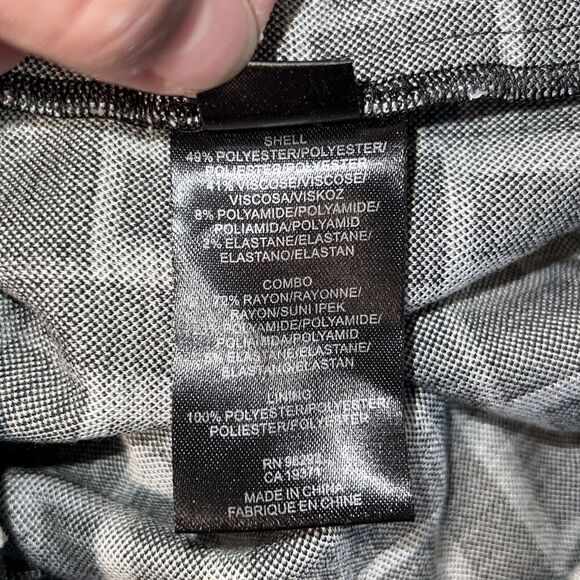 SHELL
49% POLYESTER/POLYESTER/
POLIESTER/POLYESTER
41% VISCOSE/VISCOSE/
VISCOSA/VISKOZ
8% POLYAMIDE/POLYAMIDE/
POLIAMIDA/POLYAMID
2% ELASTANE/ELASTANE/
ELASTANO/ELASTAN
COMBO
72% RAYON/RAYONNE/
RAYON/SUNI IPEK
POLYAMIDE/POLYAMIDE/
POLIAMIDA/POLYAMID
ELASTANE/ELASTANE/
ELASTANO/ELASTAN
LINING
100% POLYESTER/POLYESTER/
POLIESTER/POLYESTER
RN
CA
MADE IN CHINA
FABRIQUE EN CHINE